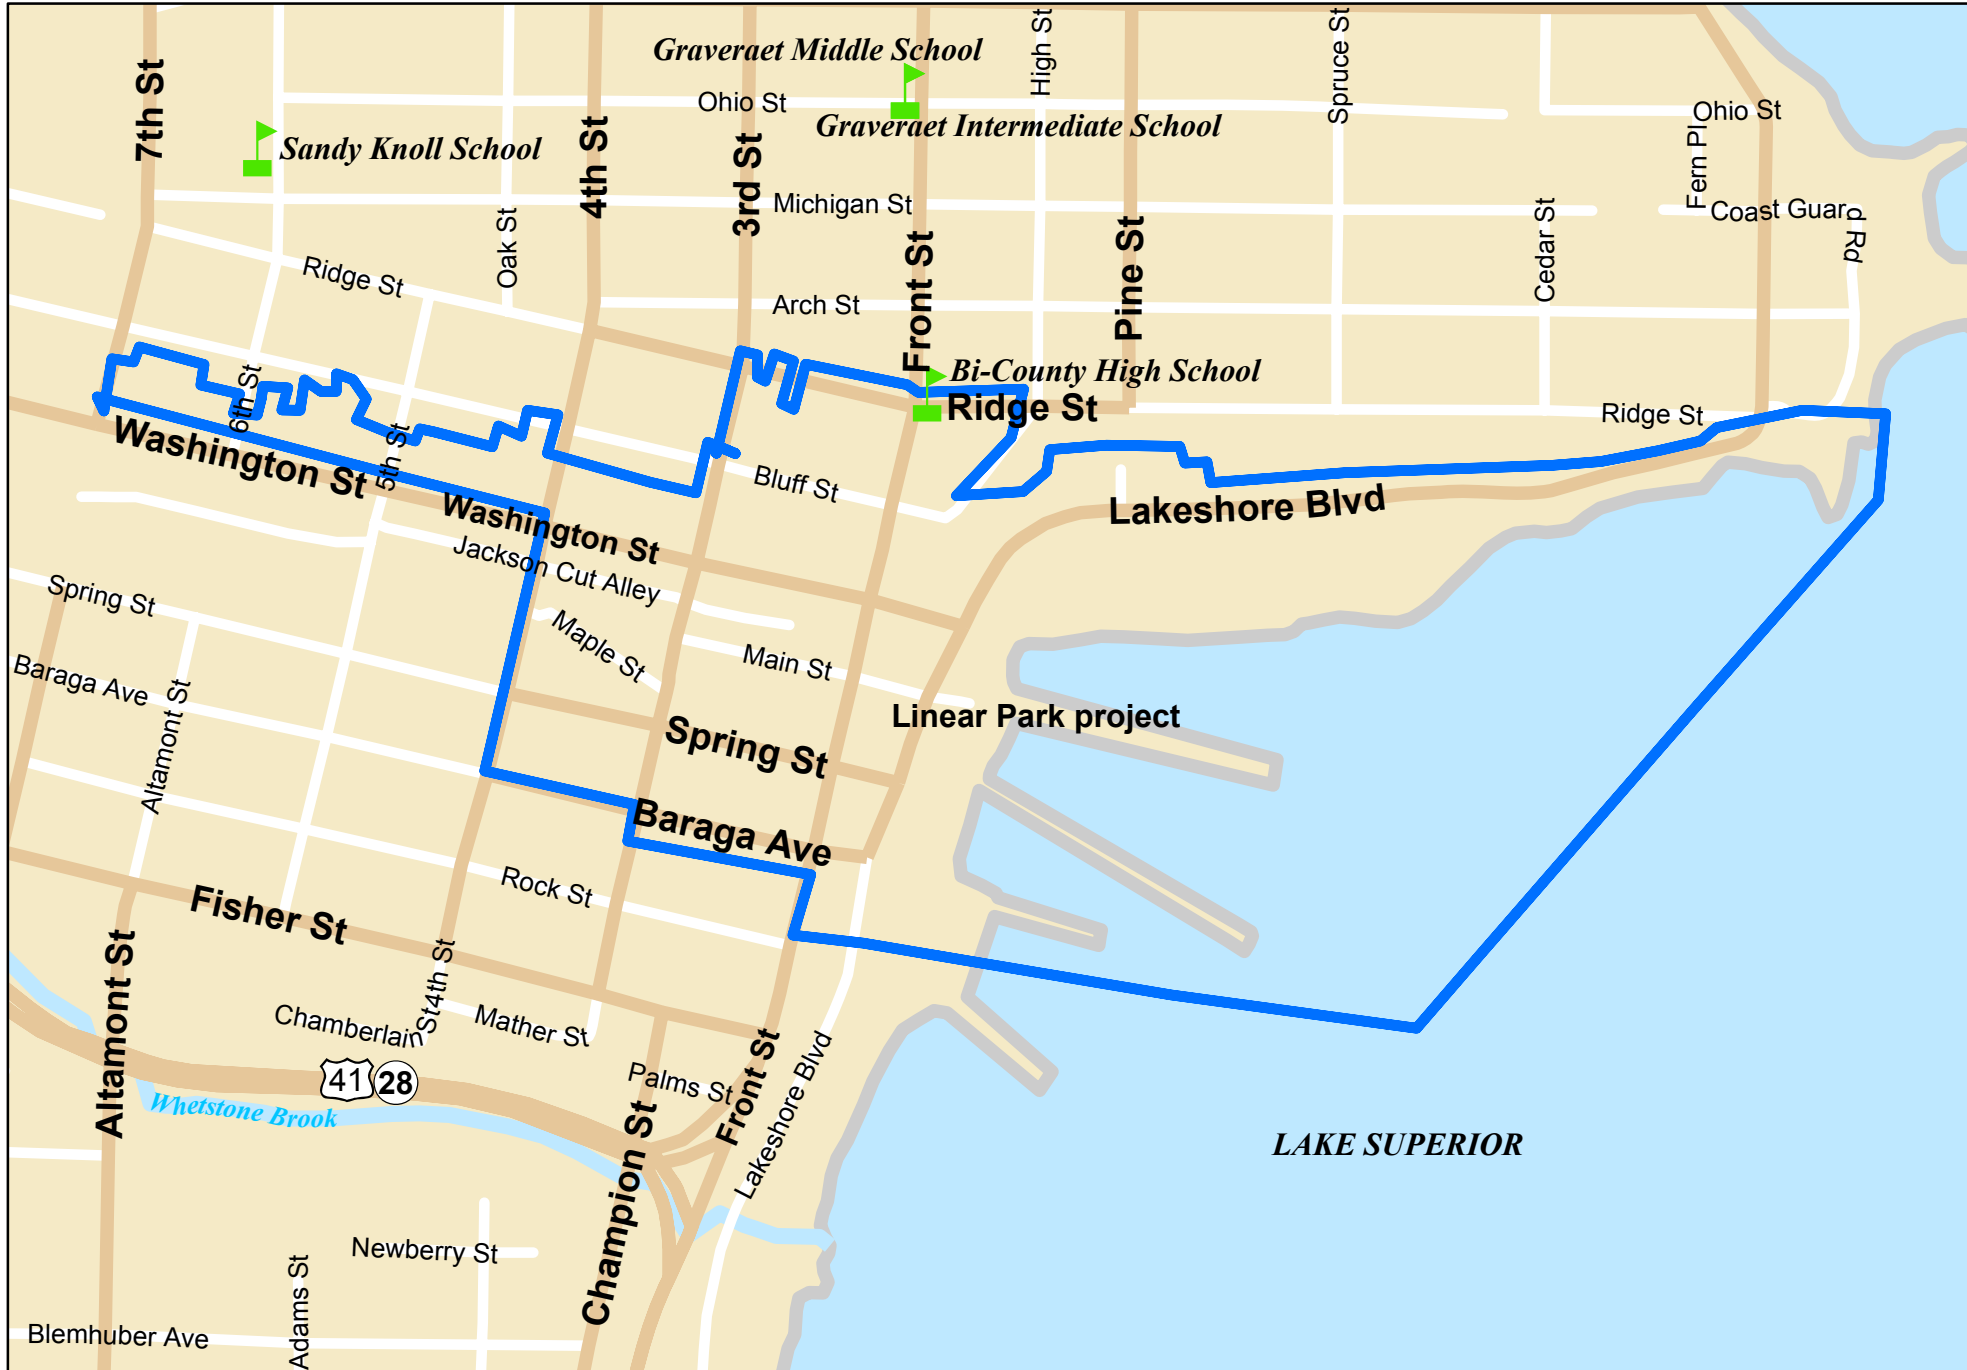 Graveraet Middle School
High St
Spruce St
7th St
Ohio St
Ohio St
Graveraet Intermediate School
Sandy Knoll School
4th St
3rd St
Fern Pl
Michigan St
Coast Guard Rd
Oak St
Cedar St
Front St
Pine St
Ridge St
Arch St
Bi-County High School
6th St
Ridge St
Ridge St
Washington St
5th St
Bluff St
Lakeshore Blvd
Washington St
Jackson Cut Alley
Spring St
Maple St
Main St
Baraga Ave
Altamont St
Linear Park project
Spring St
Baraga Ave
Rock St
Fisher St
4th St
Altamont St
Chamberlain St
Mather St
41
28
Palms St
Front St
Lakeshore Blvd
Whetstone Brook
LAKE SUPERIOR
Champion St
Newberry St
Adams St
Blemhuber Ave